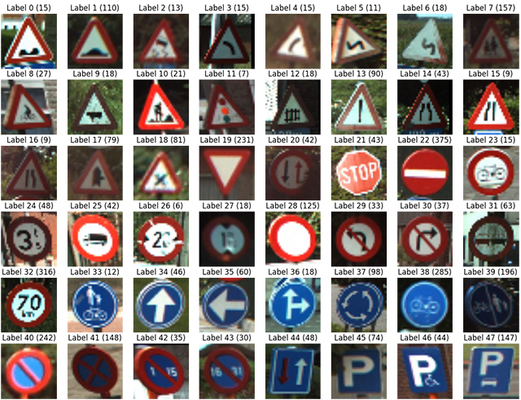 Label 0 (15) Label 1 (110) Label 2 (13) Label 3 (15) Label 4 (15) Label 5 (11) Label 6 (18) Label 7 (157)
Label 8 (27) Label 9 (18) Label 10 (21) Label 11 (7) Label 12 (18) Label 13 (90) Label 14 (43) Label 15 (9)
Label 16 (9) Label 17 (79) Label 18 (81) Label 19 (231) Label 20 (42) Label 21 (43) Label 22 (375) Label 23 (15)
STOP
Label 24 (48) Label 25 (42) Label 26 (6) Label 27 (18) Label 28 (125) Label 29 (33) Label 30 (37) Label 31 (63)
Label 32 (316) Label 33 (12) Label 34 (46) Label 35 (60) Label 36 (18) Label 37 (98) Label 38 (285) Label 39 (196)
70
km
Label 40 (242) Label 41 (148) Label 42 (35) Label 43 (30) Label 44 (48) Label 45 (74) Label 46 (44) Label 47 (147)
1 15
16 31
P
P
P